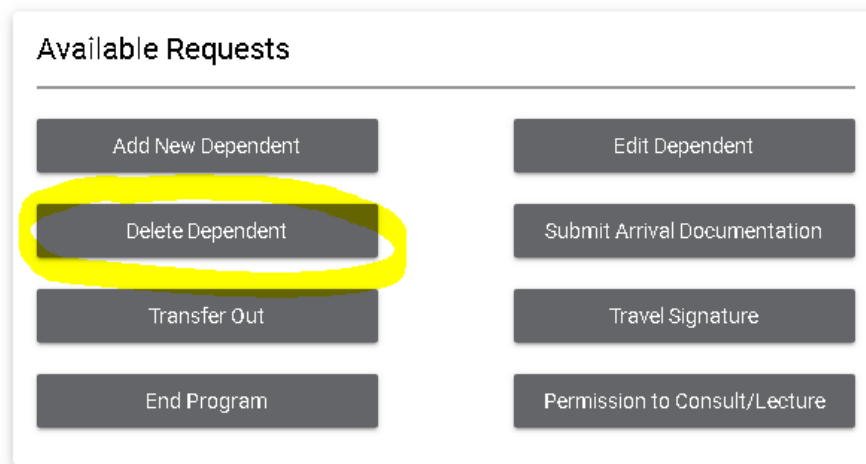 Available Requests
Add New Dependent
Edit Dependent
Delete Dependent
Submit Arrival Documentation
Transfer Out
Travel Signature
End Program
Permission to Consult/Lecture